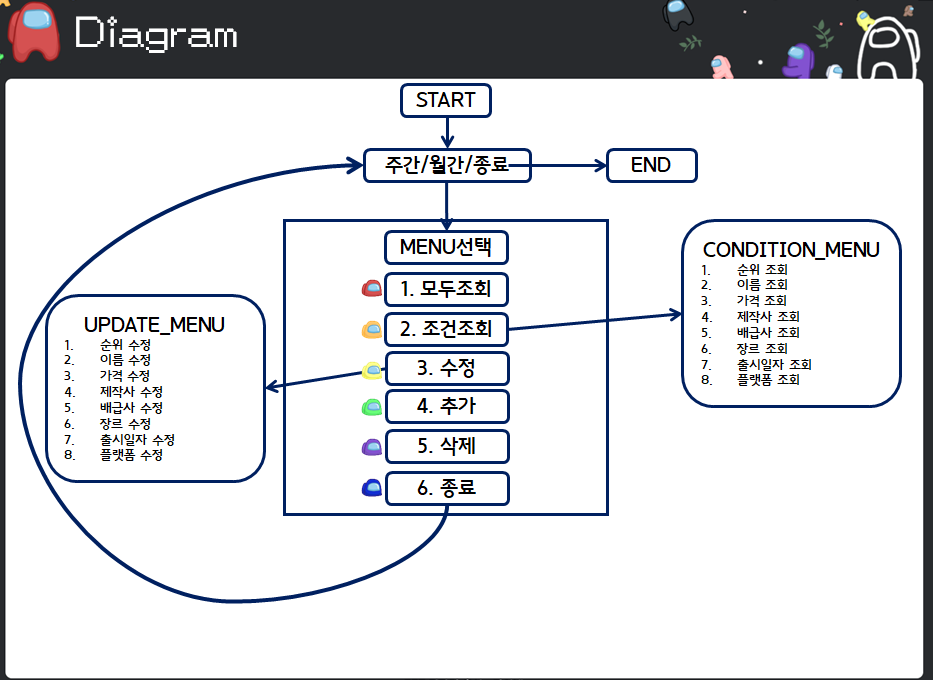 Diagram
START
주간/월간/종료
END
MENU선택
1. 모두조회
2. 조건조회
3. 수정
4. 추가
5. 삭제
6. 종료
UPDATE_MENU
1. 순위 수정
2. 이름 수정
3. 가격 수정
4. 제작사 수정
5. 배급사 수정
6. 장르 수정
7. 출시일자 수정
8. 플랫폼 수정
CONDITION_MENU
1. 순위 조회
2. 이름 조회
3. 가격 조회
4. 제작사 조회
5. 배급사 조회
6. 장르 조회
7. 출시일자 조회
8. 플랫폼 조회